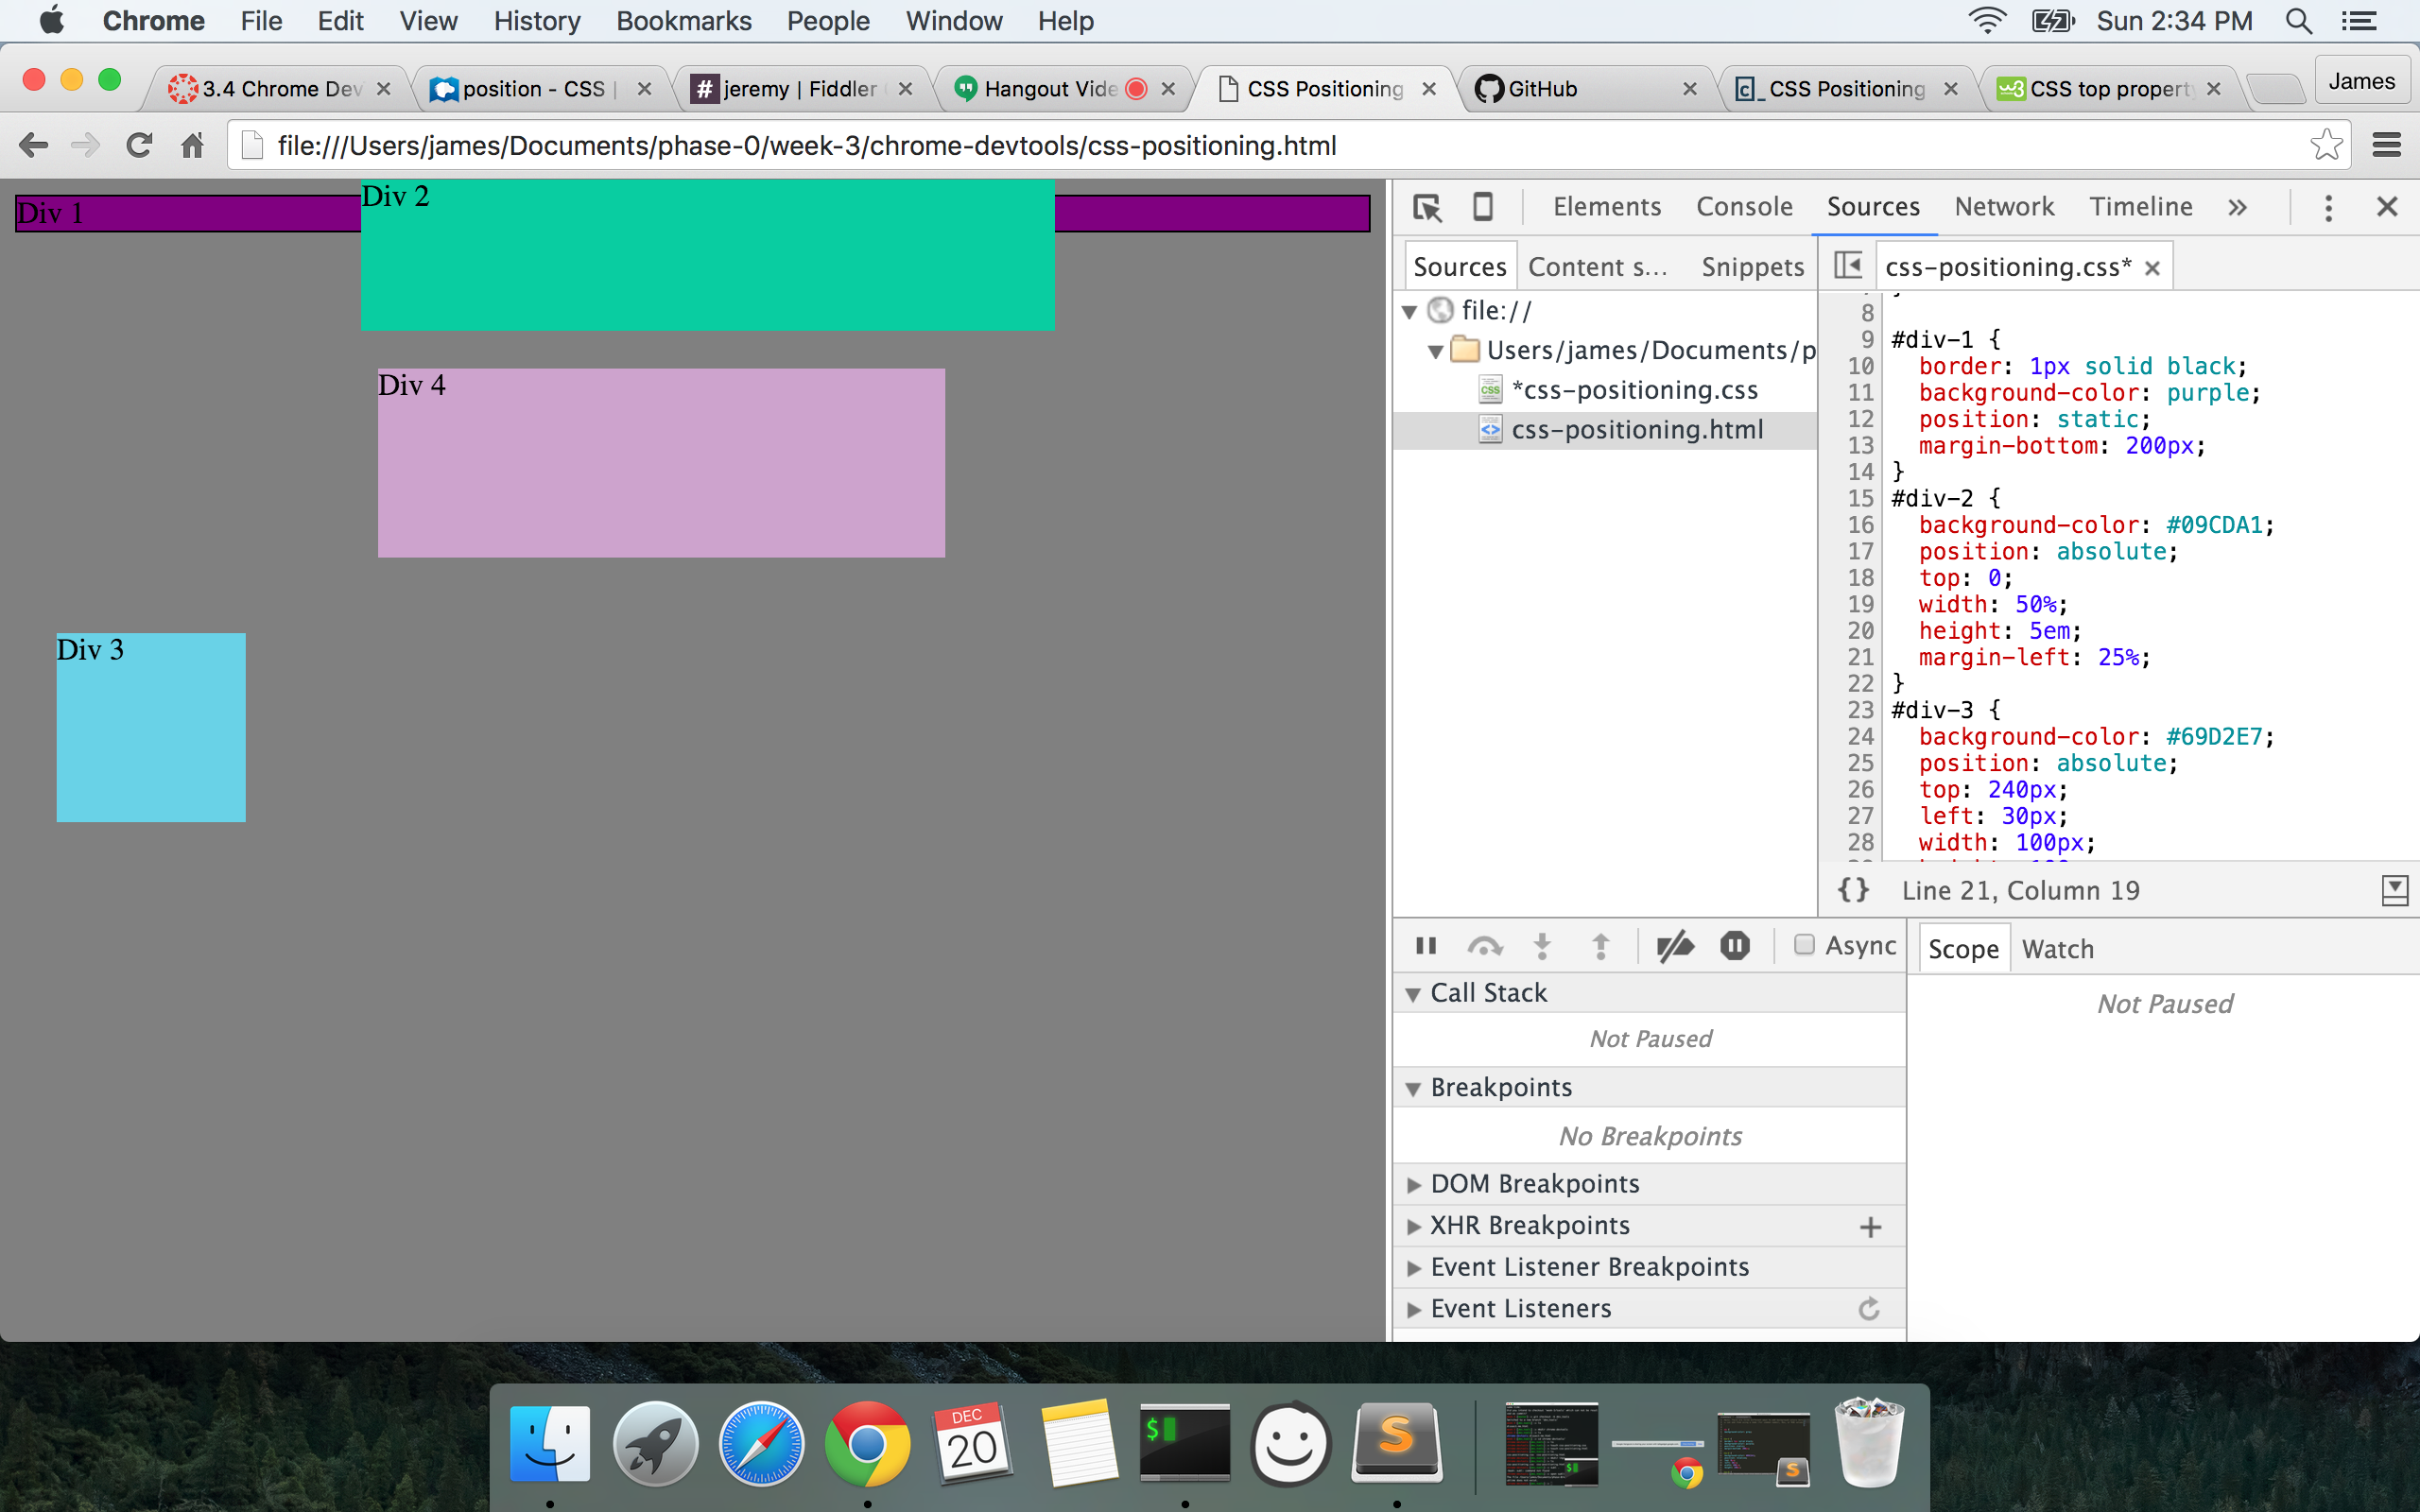 Chrome File Edit View History Bookmarks People Window Help Sun 2:34 PM
3.4 Chrome Dev position - CSS | # jeremy | Fiddler Hangout Vide CSS Positioning GitHub c_ CSS Positioning w3 CSS top property James
file:///Users/james/Documents/phase-0/week-3/chrome-devtools/css-positioning.html
Div 1
Div 2
Div 4
Div 3
Elements Console Sources Network Timeline »
Sources Content s... Snippets css-positioning.css*
file://
Users/james/Documents/p
*css-positioning.css
css-positioning.html
8
9 #div-1 {
10 border: 1px solid black;
11 background-color: purple;
12 position: static;
13 margin-bottom: 200px;
14 }
15 #div-2 {
16 background-color: #09CDA1;
17 position: absolute;
18 top: 0;
19 width: 50%;
20 height: 5em;
21 margin-left: 25%;
22 }
23 #div-3 {
24 background-color: #69D2E7;
25 position: absolute;
26 top: 240px;
27 left: 30px;
28 width: 100px;
{} Line 21, Column 19
Async
Scope Watch
Call Stack
Not Paused
Not Paused
Breakpoints
No Breakpoints
DOM Breakpoints
XHR Breakpoints +
Event Listener Breakpoints
Event Listeners
DEC
20
$
S
$
S